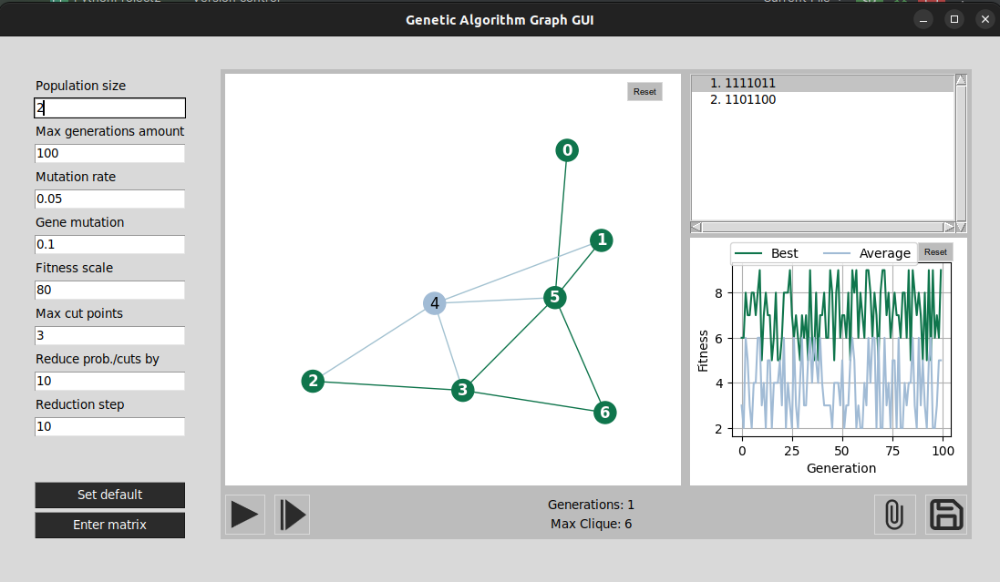 Genetic Algorithm Graph GUI
Population size
2
Max generations amount
100
Mutation rate
0.05
Gene mutation
0.1
Fitness scale
80
Max cut points
3
Reduce prob./cuts by
10
Reduction step
10
Set default
Enter matrix
Reset
0
1
5
4
2
3
6
Generations: 1
Max Clique: 6
1. 1111011
2. 1101100
Best
Average
Reset
Fitness
8
6
4
2
0 25 50 75 100
Generation